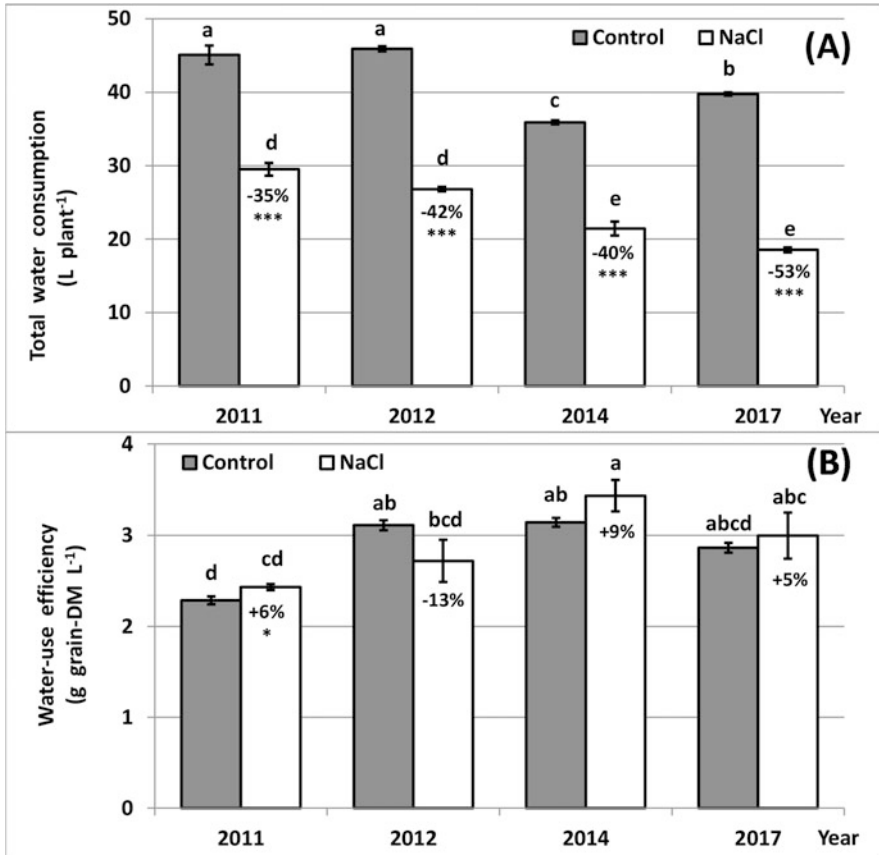 Total water consumption
(L plant⁻¹)
50
40
30
20
10
0
Control NaCl
(A)
a a c b
d d e e
-35%
***
-42%
***
-40%
***
-53%
***
2011 2012 2014 2017 Year
Water-use efficiency
(g grain-DM L⁻¹)
4
3
2
1
0
Control NaCl
(B)
d cd ab bcd ab a abcd abc
+6%
*
-13%
+9%
+5%
2011 2012 2014 2017 Year